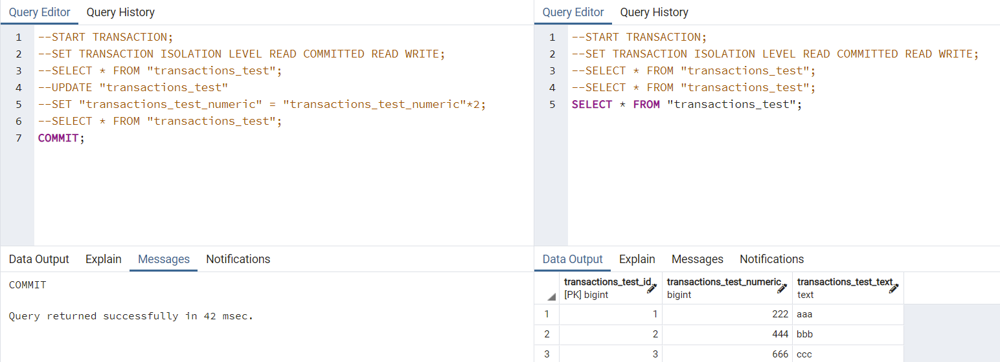 Query Editor Query History
1 --START TRANSACTION;
2 --SET TRANSACTION ISOLATION LEVEL READ COMMITTED READ WRITE;
3 --SELECT * FROM "transactions_test";
4 --UPDATE "transactions_test"
5 --SET "transactions_test_numeric" = "transactions_test_numeric"*2;
6 --SELECT * FROM "transactions_test";
7 COMMIT;
Data Output Explain Messages Notifications
COMMIT
Query returned successfully in 42 msec.
Query Editor Query History
1 --START TRANSACTION;
2 --SET TRANSACTION ISOLATION LEVEL READ COMMITTED READ WRITE;
3 --SELECT * FROM "transactions_test";
4 --SELECT * FROM "transactions_test";
5 SELECT * FROM "transactions_test";
Data Output Explain Messages Notifications
transactions_test_id transactions_test_numeric transactions_test_text
[PK] bigint bigint text
1 1 222 aaa
2 2 444 bbb
3 3 666 ccc